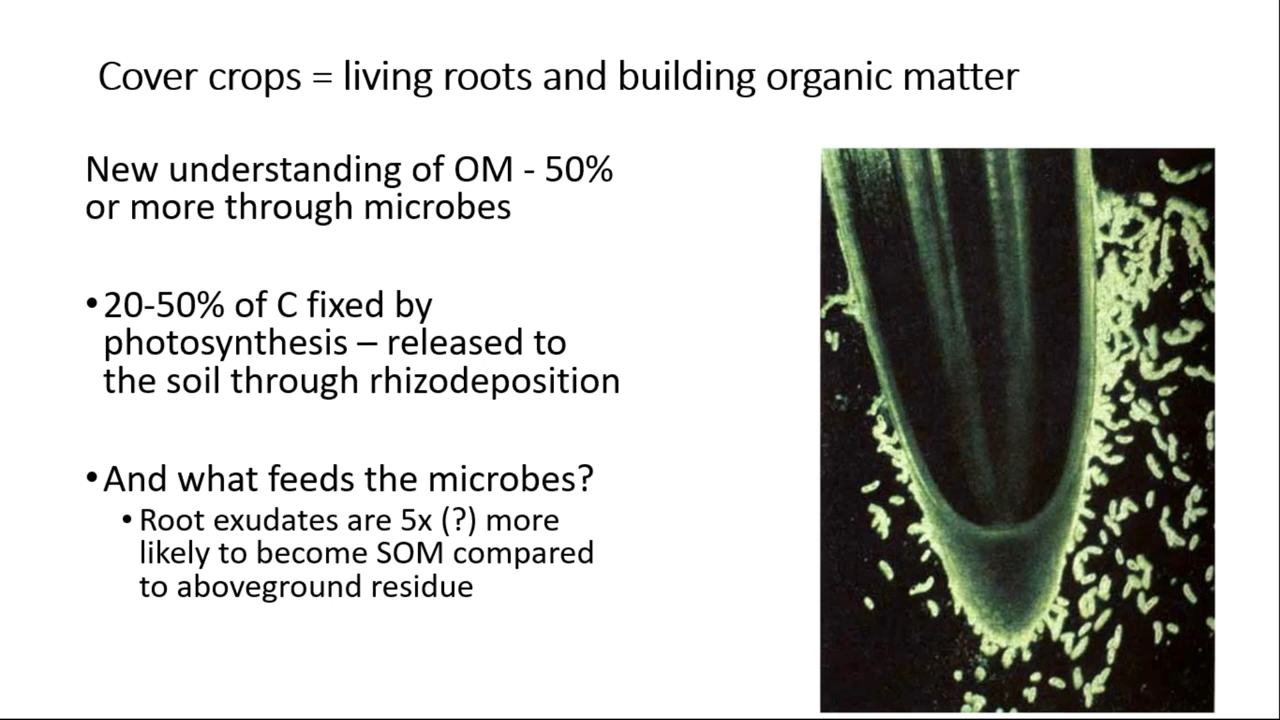 Cover crops = living roots and building organic matter
New understanding of OM - 50%
or more through microbes
•20-50% of C fixed by
photosynthesis – released to
the soil through rhizodeposition
•And what feeds the microbes?
•Root exudates are 5x (?) more
likely to become SOM compared
to aboveground residue